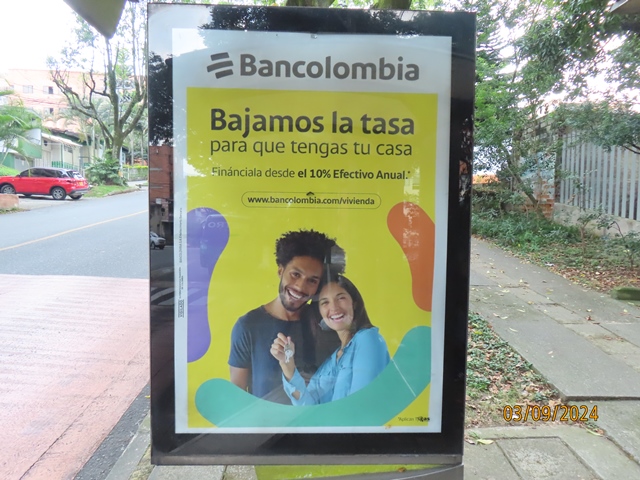 Bancolombia
Bajamos la tasa
para que tengas tu casa
Finánciala desde el 10% Efectivo Anual.*
www.bancolombia.com/vivienda
03/09/2024